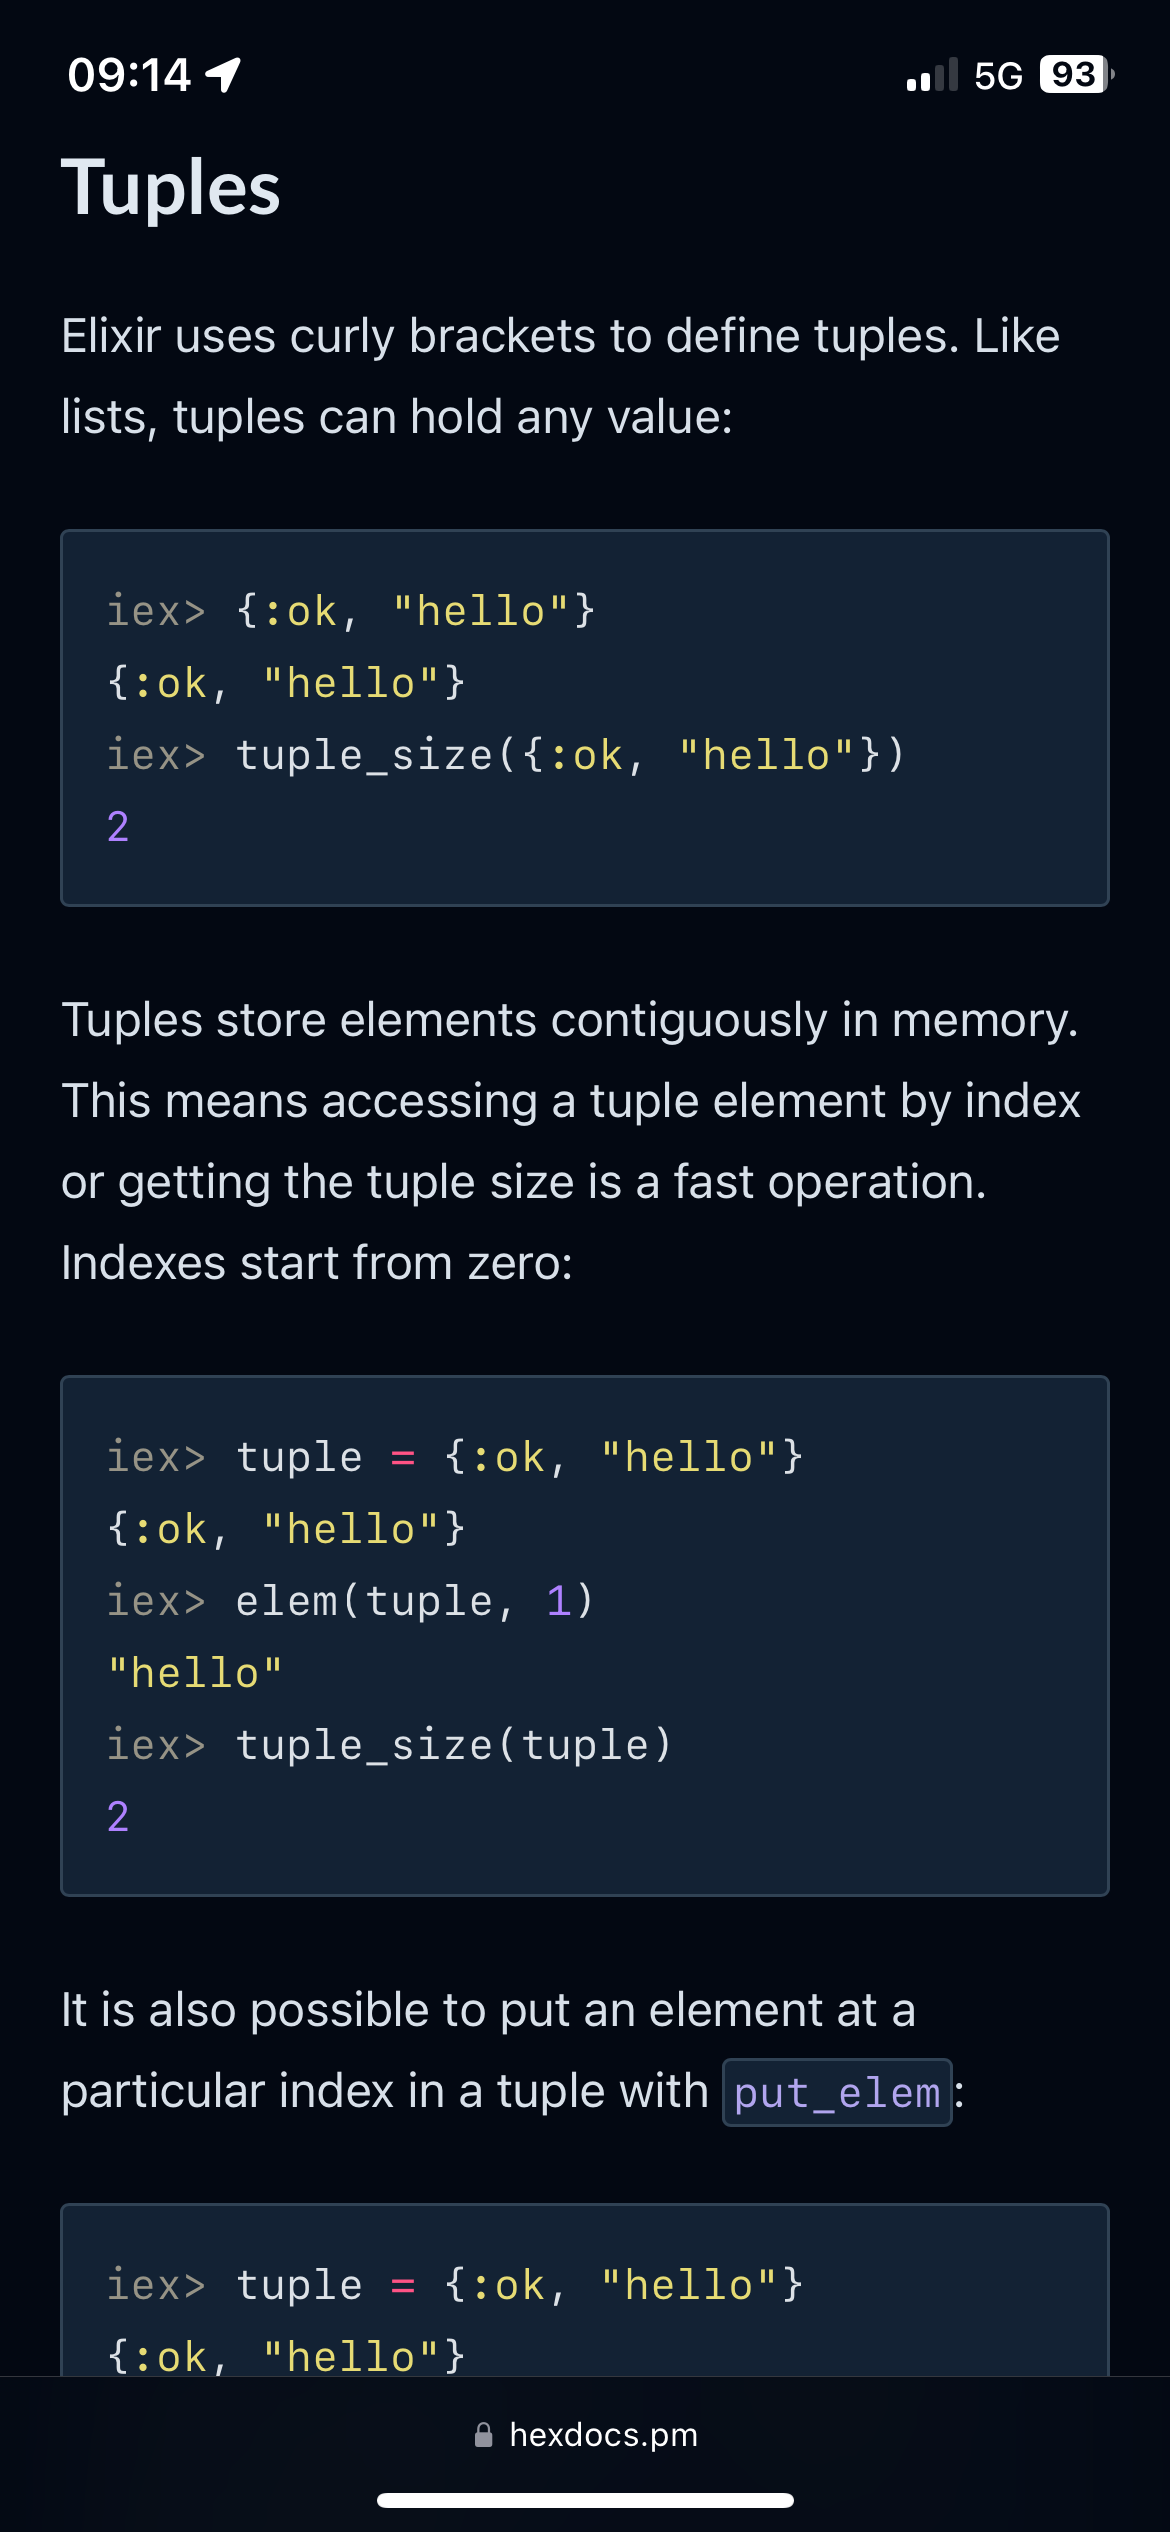 09:14
5G 93
Tuples
Elixir uses curly brackets to define tuples. Like
lists, tuples can hold any value:
iex> {:ok, "hello"}
{:ok, "hello"}
iex> tuple_size({:ok, "hello"})
2
Tuples store elements contiguously in memory.
This means accessing a tuple element by index
or getting the tuple size is a fast operation.
Indexes start from zero:
iex> tuple = {:ok, "hello"}
{:ok, "hello"}
iex> elem(tuple, 1)
"hello"
iex> tuple_size(tuple)
2
It is also possible to put an element at a
particular index in a tuple with put_elem:
iex> tuple = {:ok, "hello"}
{:ok, "hello"}
hexdocs.pm